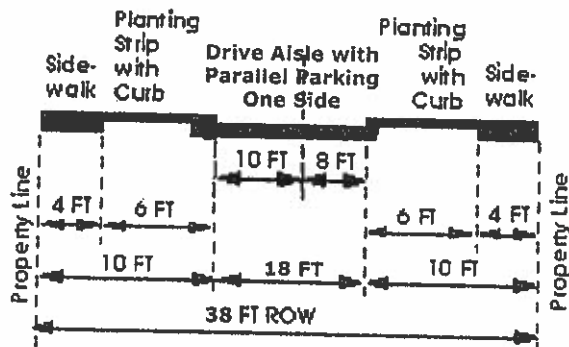 Side-
walk
Planting
Strip
with
Curb
Drive Aisle with
Parallel Parking
One Side
Planting
Strip
with
Curb
Side-
walk
10 FT
8 FT
4 FT
6 FT
6 FT
4 FT
10 FT
18 FT
10 FT
38 FT ROW
Property Line
Property Line